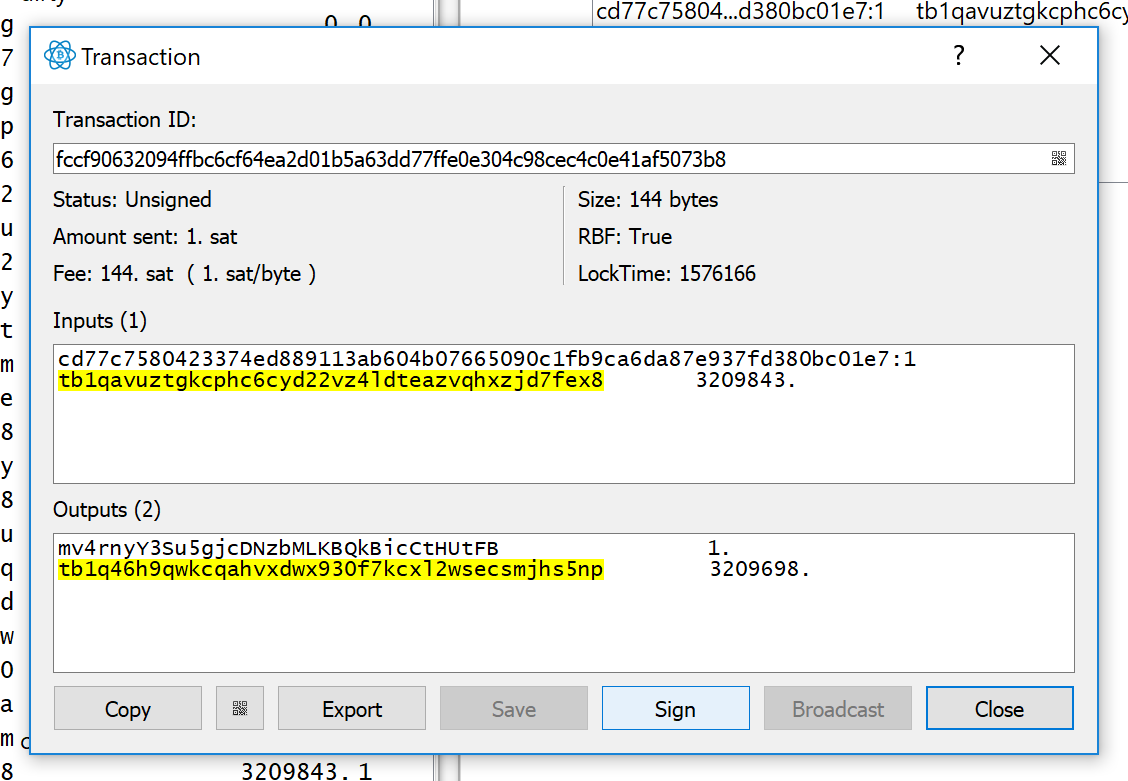 cd77c75804...d380bc01e7:1 tb1qavuztgkcphc6cy
0. 0
g
7
g
p
6
2
u
2
y
t
m
e
8
y
8
u
q
d
w
0
a
m
8 3209843. 1
Transaction ?
Transaction ID:
fccf90632094ffbc6cf64ea2d01b5a63dd77ffe0e304c98cec4c0e41af5073b8
Status: Unsigned Size: 144 bytes
Amount sent: 1. sat RBF: True
Fee: 144. sat ( 1. sat/byte ) LockTime: 1576166
Inputs (1)
cd77c7580423374ed889113ab604b07665090c1fb9ca6da87e937fd380bc01e7:1
tb1qavuztgkcphc6cyd22vz4ldteazvqhxzjd7fex8 3209843.
Outputs (2)
mv4rnyY3Su5gjcDNzbMLKBQkBicCtHUtFB 1.
tb1q46h9qwkcqahvxdwx930f7kcxl2wsecsmjhs5np 3209698.
Copy Export Save Sign Broadcast Close